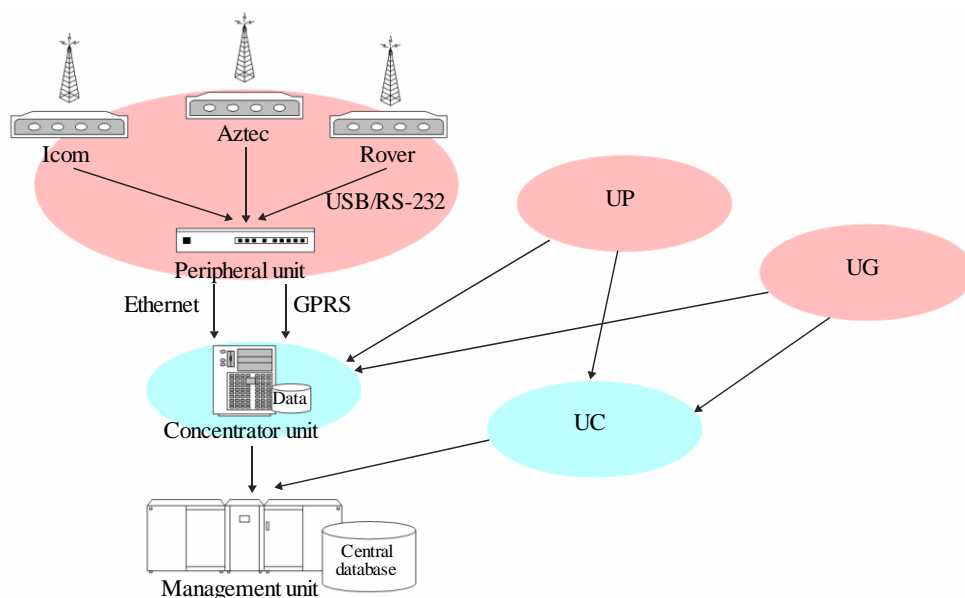 Icom
Aztec
Rover
USB/RS-232
Peripheral unit
Ethernet
GPRS
UP
UG
Data
Concentrator unit
UC
Central
database
Management unit